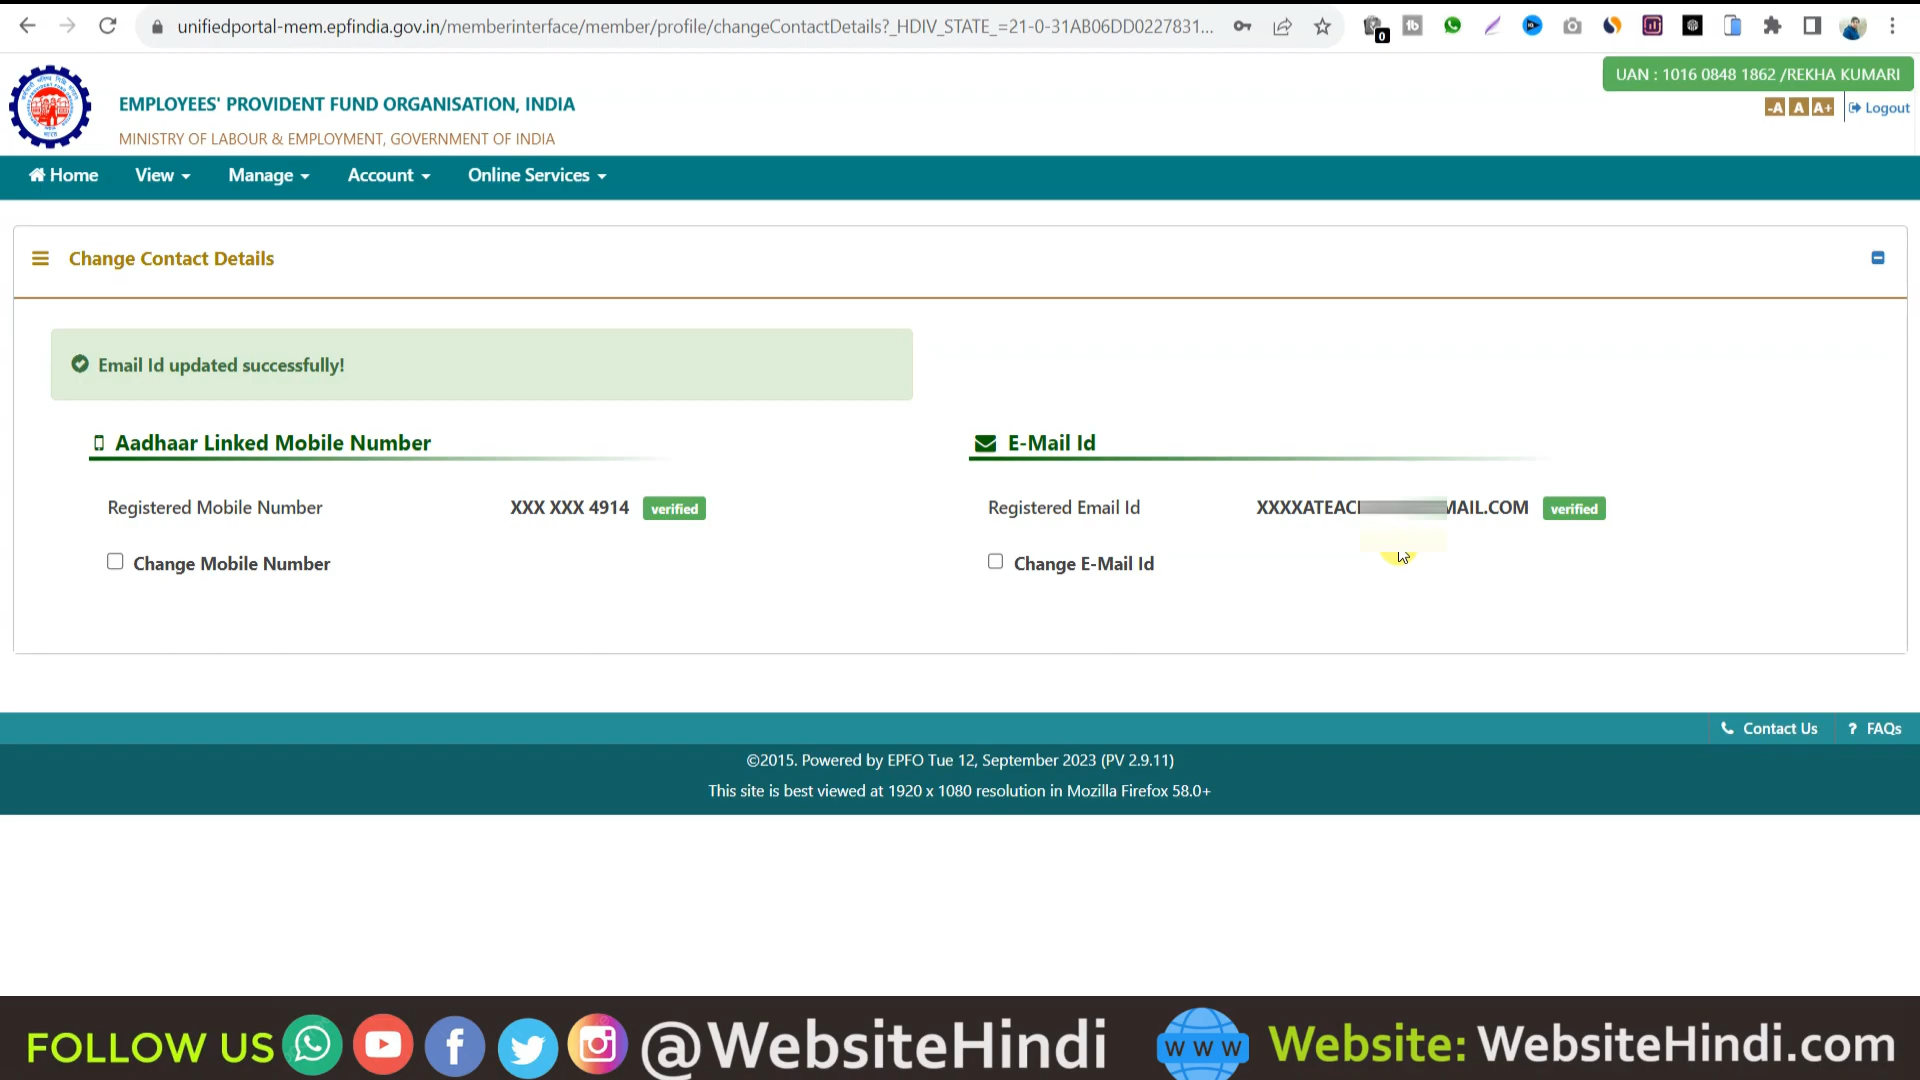 unifiedportal-mem.epfindia.gov.in/memberinterface/member/profile/changeContactDetails?_HDIV_STATE_=21-0-31AB06DD0227831...
0
UAN : 1016 0848 1862 /REKHA KUMARI
EMPLOYEES' PROVIDENT FUND ORGANISATION, INDIA
-A A A+ Logout
MINISTRY OF LABOUR & EMPLOYMENT, GOVERNMENT OF INDIA
Home View Manage Account Online Services
Change Contact Details
Email Id updated successfully!
Aadhaar Linked Mobile Number
E-Mail Id
Registered Mobile Number XXX XXX 4914 verified
Registered Email Id XXXXATEAC MAIL.COM verified
Change Mobile Number
Change E-Mail Id
Contact Us ? FAQs
©2015. Powered by EPFO Tue 12, September 2023 (PV 2.9.11)
This site is best viewed at 1920 x 1080 resolution in Mozilla Firefox 58.0+
FOLLOW US @WebsiteHindi WWW Website: WebsiteHindi.com